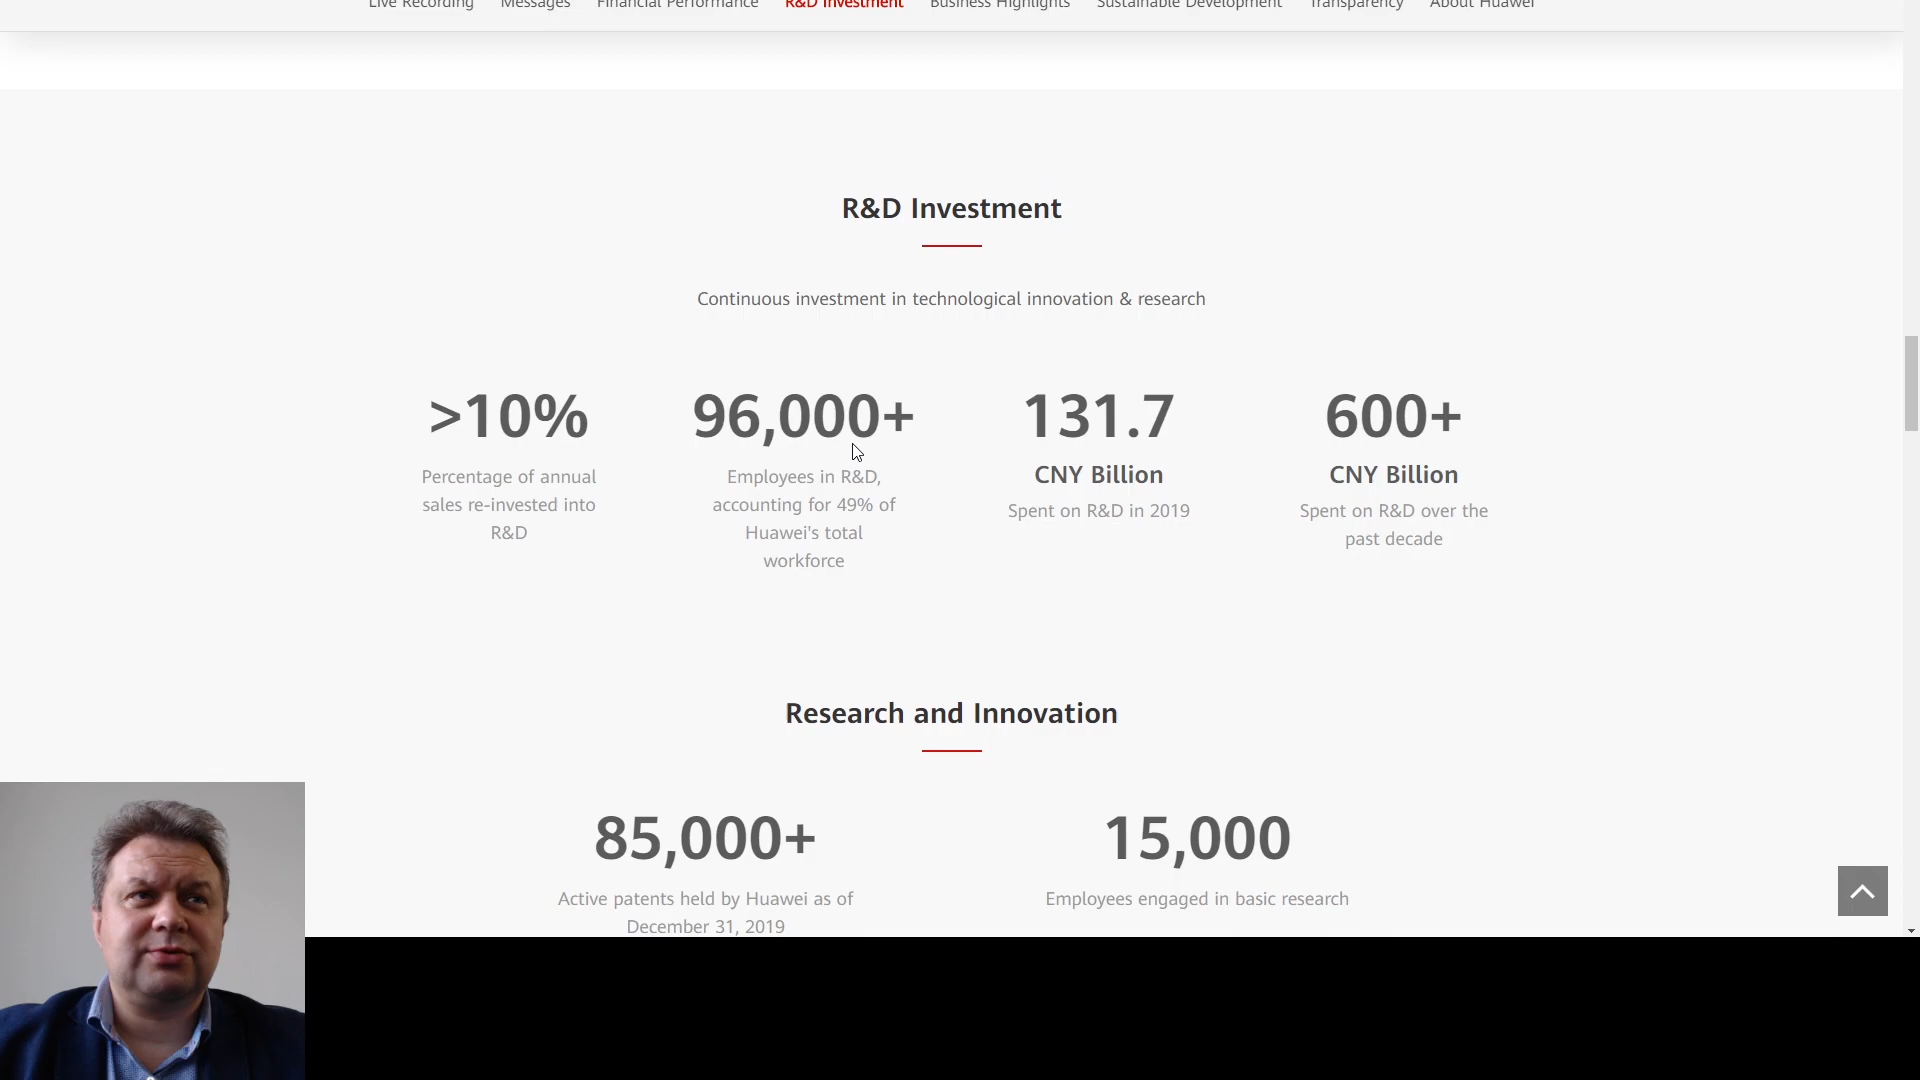 Live Recording Messages Financial Performance R&D Investment Business Highlights Sustainable Development Transparency About Huawei
R&D Investment
Continuous investment in technological innovation & research
>10%
Percentage of annual
sales re-invested into
R&D
96,000+
Employees in R&D,
accounting for 49% of
Huawei's total
workforce
131.7
CNY Billion
Spent on R&D in 2019
600+
CNY Billion
Spent on R&D over the
past decade
Research and Innovation
85,000+
Active patents held by Huawei as of
December 31, 2019
15,000
Employees engaged in basic research